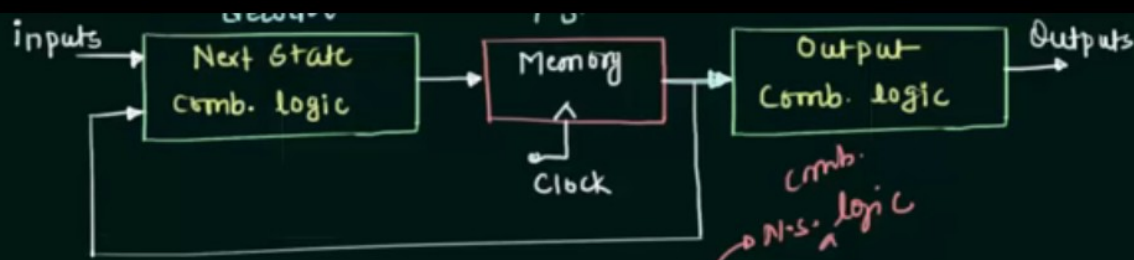 inputs
Next State
comb. logic
Memory
Clock
Output
Comb. logic
Outputs
comb.
N.S. ^ logic